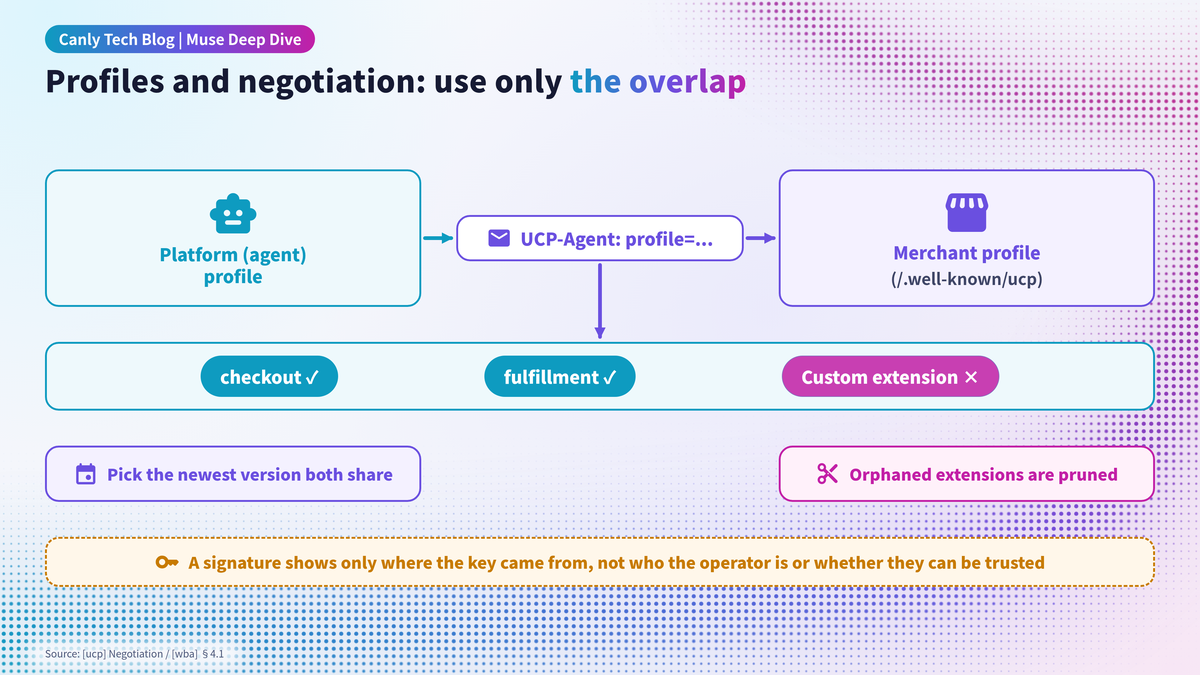 Canly Tech Blog | Muse Deep Dive
Profiles and negotiation: use only the overlap
Platform (agent)
profile
UCP-Agent: profile=...
Merchant profile
(/.well-known/ucp)
checkout ✓
fulfillment ✓
Custom extension ✕
Pick the newest version both share
Orphaned extensions are pruned
A signature shows only where the key came from, not who the operator is or whether they can be trusted
Source: [ucp] Negotiation / [wba] §4.1